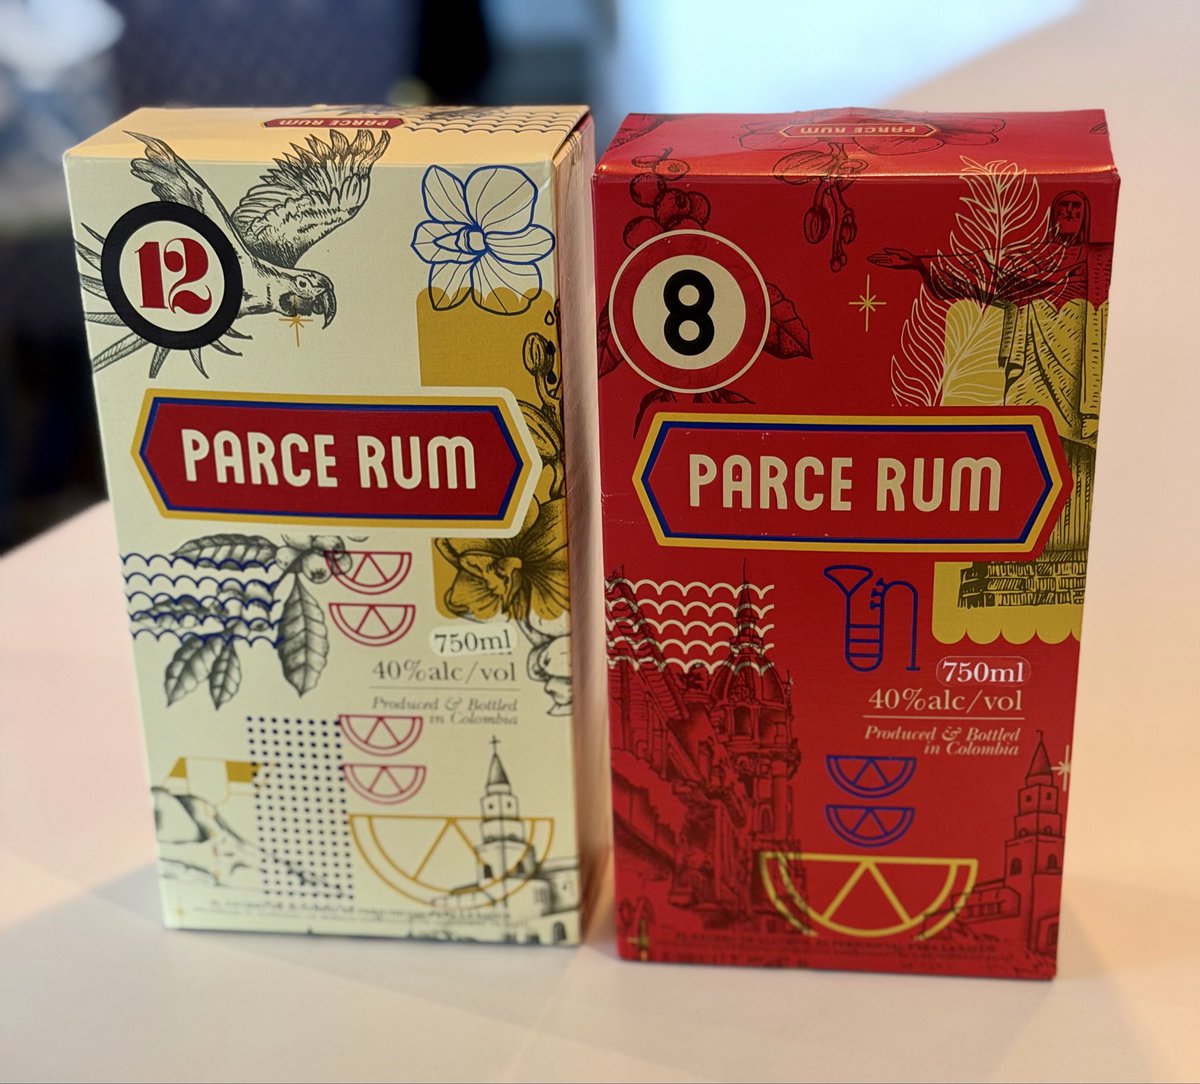 PARCE RUM
12
PARCE RUM
750ml
40%alc/vol
Produced & Bottled
in Colombia
PARCE RUM
8
PARCE RUM
750ml
40%alc/vol
Produced & Bottled
in Colombia